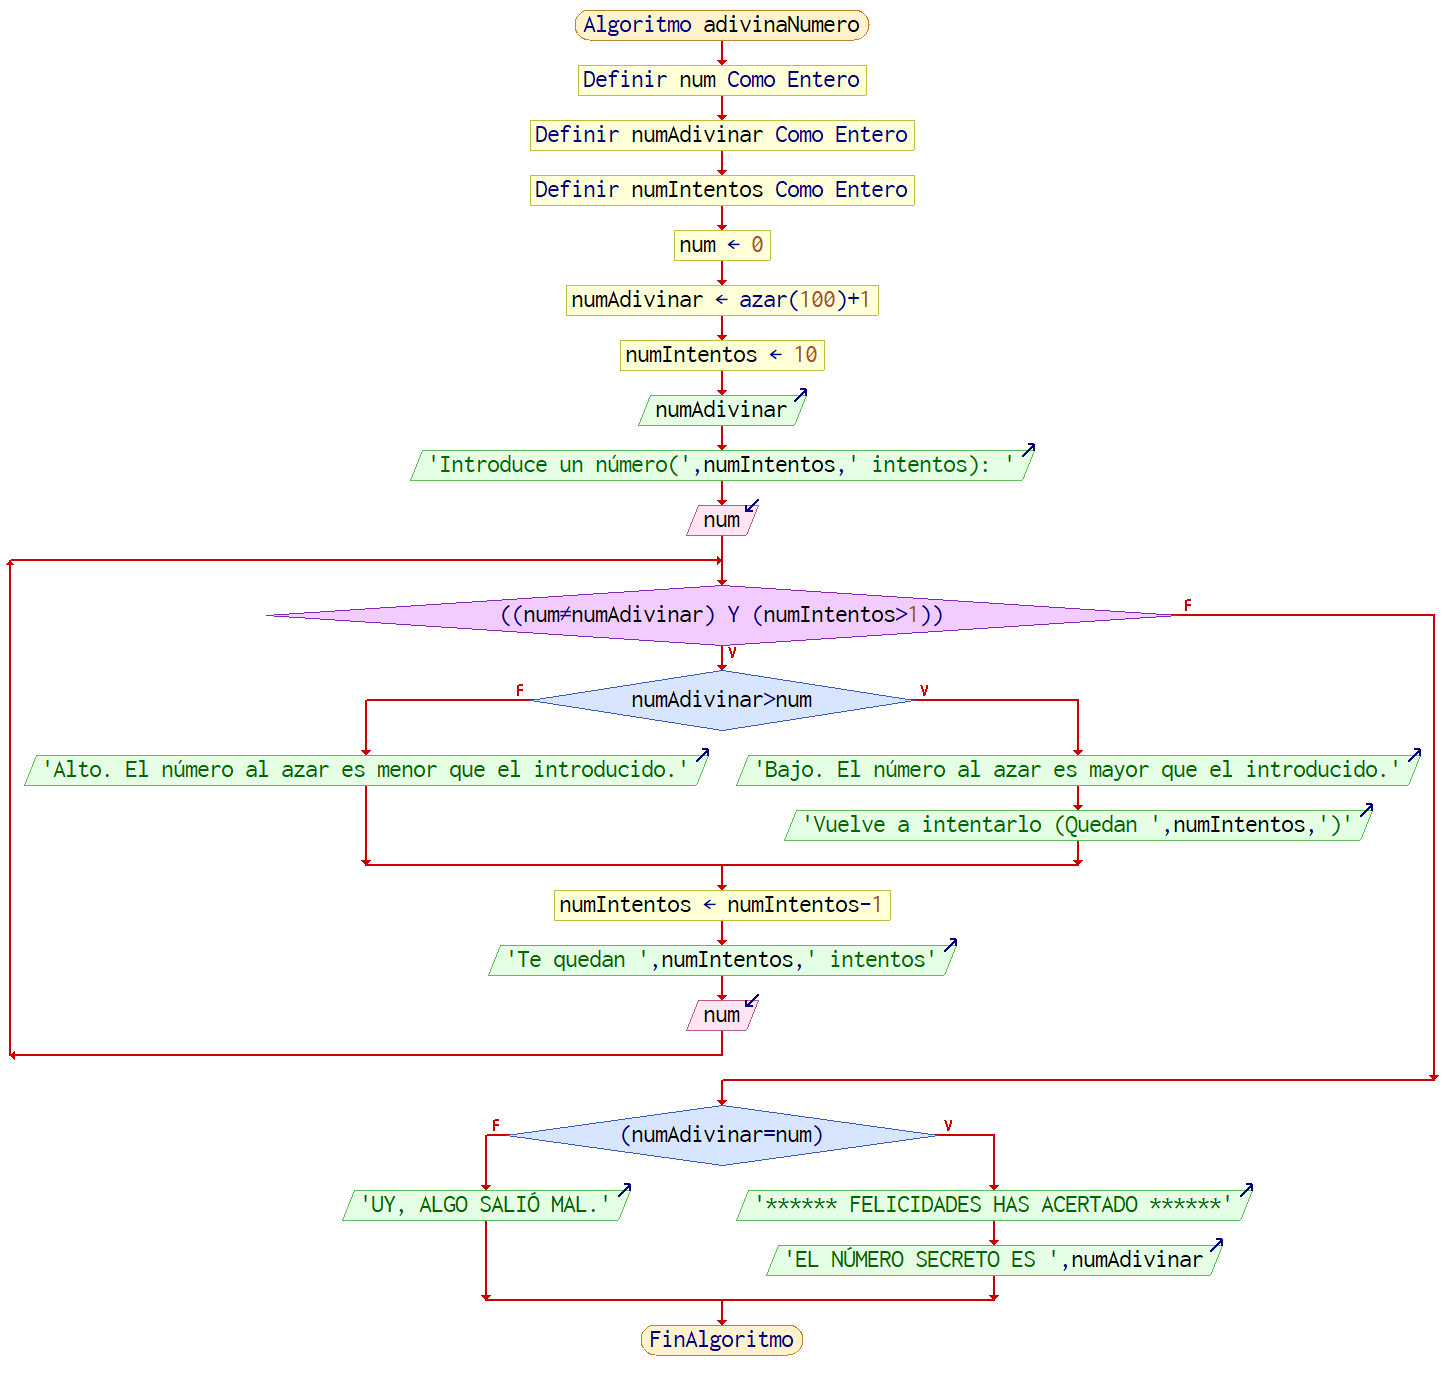 Algoritmo adivinaNumero
Definir num Como Entero
Definir numAdivinar Como Entero
Definir numIntentos Como Entero
num ← 0
numAdivinar ← azar(100)+1
numIntentos ← 10
numAdivinar
'Introduce un número(',numIntentos,' intentos): '
num
((num≠numAdivinar) Y (numIntentos>1))
F
V
numAdivinar>num
F
V
'Alto. El número al azar es menor que el introducido.'
'Bajo. El número al azar es mayor que el introducido.'
'Vuelve a intentarlo (Quedan ',numIntentos,')'
numIntentos ← numIntentos-1
'Te quedan ',numIntentos,' intentos'
num
(numAdivinar=num)
F
V
'UY, ALGO SALIÓ MAL.'
'****** FELICIDADES HAS ACERTADO ******'
'EL NÚMERO SECRETO ES ',numAdivinar
FinAlgoritmo